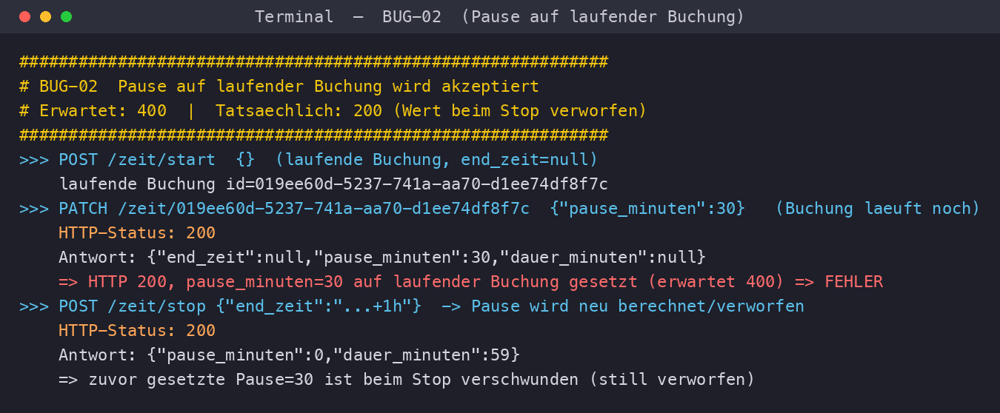 Terminal — BUG-02 (Pause auf laufender Buchung)
############################################################
# BUG-02  Pause auf laufender Buchung wird akzeptiert
# Erwartet: 400  |  Tatsaechlich: 200 (Wert beim Stop verworfen)
############################################################
>>> POST /zeit/start  {}  (laufende Buchung, end_zeit=null)
    laufende Buchung id=019ee60d-5237-741a-aa70-d1ee74df8f7c
>>> PATCH /zeit/019ee60d-5237-741a-aa70-d1ee74df8f7c  {"pause_minuten":30}   (Buchung laeuft noch)
    HTTP-Status: 200
    Antwort: {"end_zeit":null,"pause_minuten":30,"dauer_minuten":null}
    => HTTP 200, pause_minuten=30 auf laufender Buchung gesetzt (erwartet 400) => FEHLER
>>> POST /zeit/stop {"end_zeit":"...+1h"}  -> Pause wird neu berechnet/verworfen
    HTTP-Status: 200
    Antwort: {"pause_minuten":0,"dauer_minuten":59}
    => zuvor gesetzte Pause=30 ist beim Stop verschwunden (still verworfen)